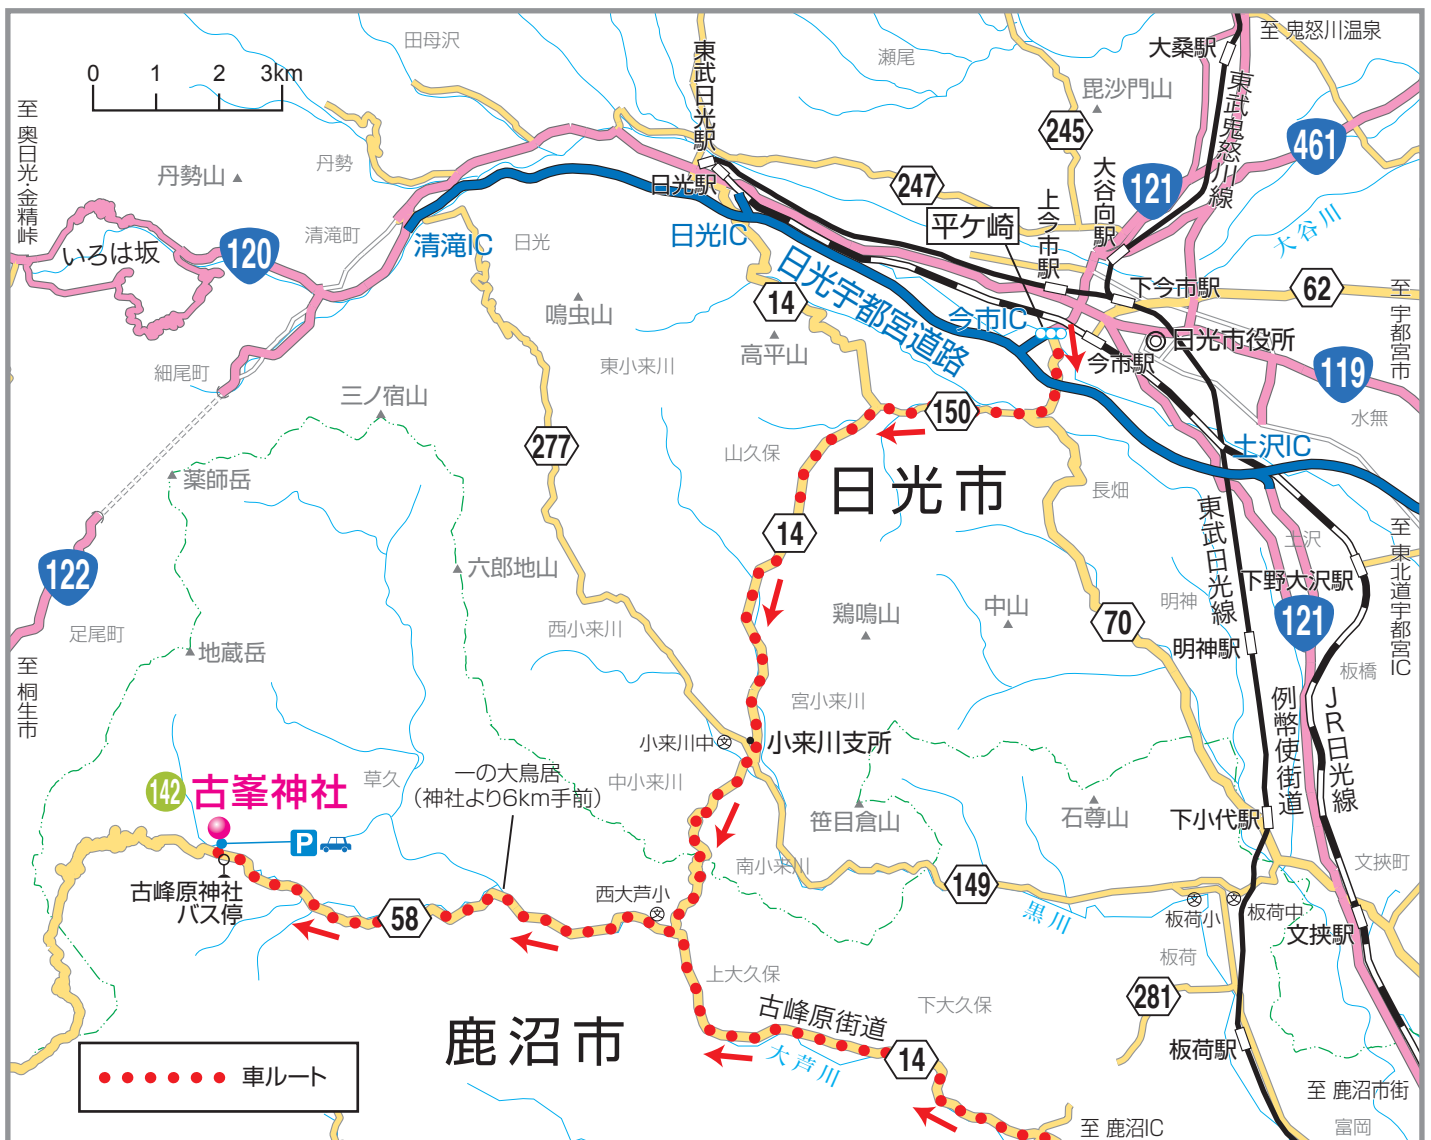 至 鬼怒川温泉
田母沢
東武日光駅
瀬尾
大桑駅
0 1 2 3km
毘沙門山
東武鬼怒川線
至 奥日光・金精峠
245
461
丹勢
丹勢山
大谷向駅
日光駅
247
121
上今市駅
平ケ崎
大谷川
清滝町
いろは坂
120
清滝IC
日光
日光IC
日光宇都宮道路
下今市駅
62
至 宇都宮市
14
鳴虫山
今市IC
日光市役所
高平山
東小来川
今市駅
細尾町
119
三ノ宿山
150
水無
277
山久保
土沢IC
薬師岳
日光市
長畑
東武日光線
14
土沢
至 東北道宇都宮IC
122
六郎地山
下野大沢駅
明神
鶏鳴山
中山
70
121
足尾町
西小来川
地蔵岳
明神駅
板橋
至 桐生市
宮小来川
例幣使街道
JR日光線
小来川中
文
小来川支所
142
古峯神社
草久
一の大鳥居
(神社より6km手前)
中小来川
笹目倉山
石尊山
下小代駅
P
南小来川
文挾町
古峰原神社
バス停
西大芦小
文
149
58
黒川
文
板荷小
文
板荷中
文挟駅
板荷
上大久保
281
古峰原街道
下大久保
鹿沼市
大芦川
14
板荷駅
車ルート
至 鹿沼市街
至 鹿沼IC
富岡